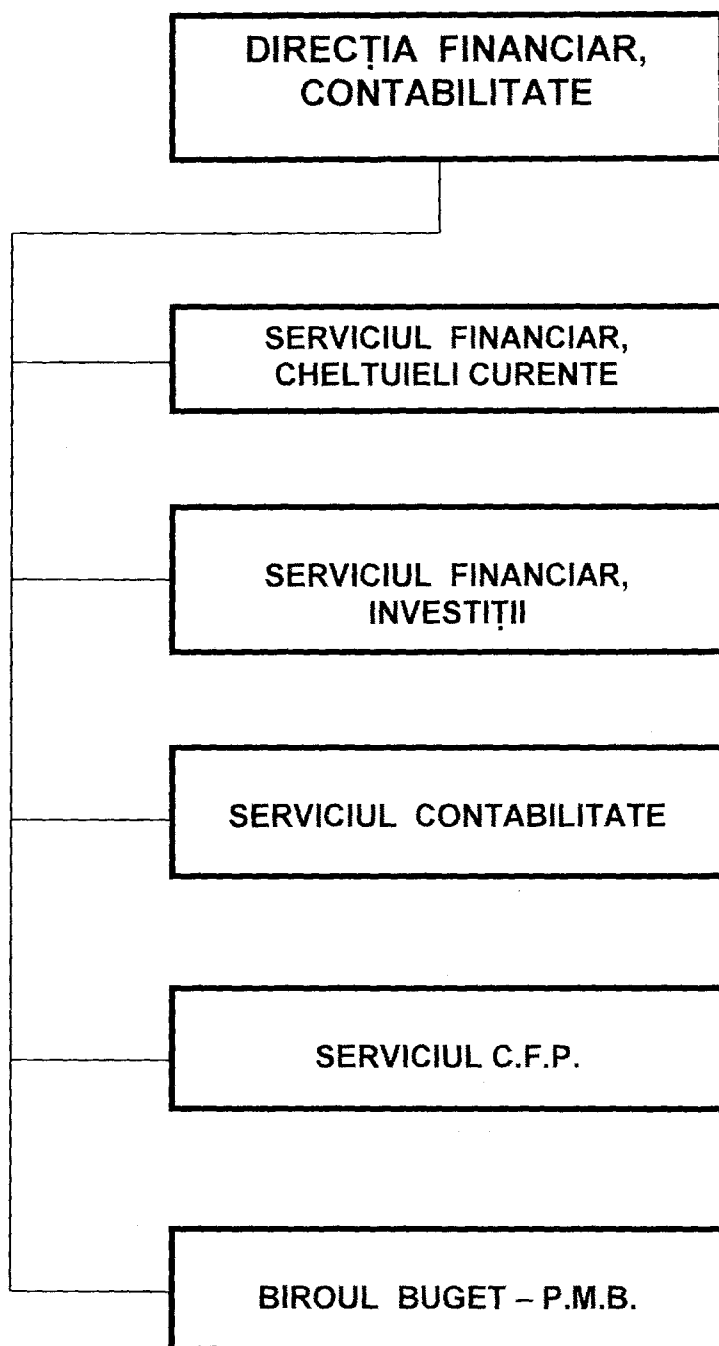 DIRECȚIA FINANCIAR,
CONTABILITATE
SERVICIUL FINANCIAR,
CHELTUIELI CURENTE
SERVICIUL FINANCIAR,
INVESTIȚII
SERVICIUL CONTABILITATE
SERVICIUL C.F.P.
BIROUL BUGET – P.M.B.